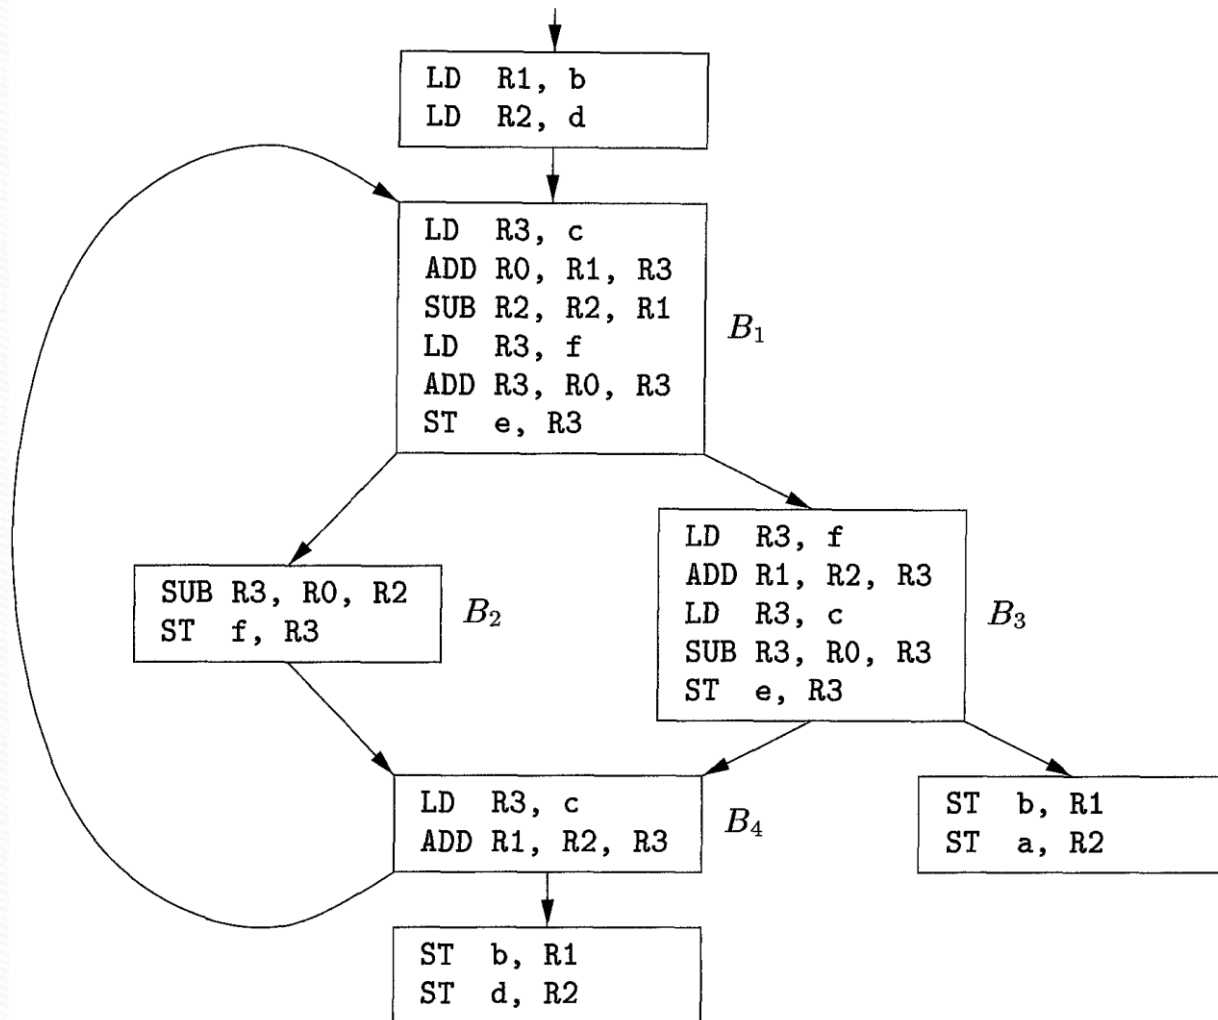 LD R1, b
LD R2, d
LD R3, c
ADD R0, R1, R3
SUB R2, R2, R1
LD R3, f
ADD R3, R0, R3
ST e, R3
B1
SUB R3, R0, R2
ST f, R3
B2
LD R3, f
ADD R1, R2, R3
LD R3, c
SUB R3, R0, R3
ST e, R3
B3
LD R3, c
ADD R1, R2, R3
B4
ST b, R1
ST a, R2
ST b, R1
ST d, R2